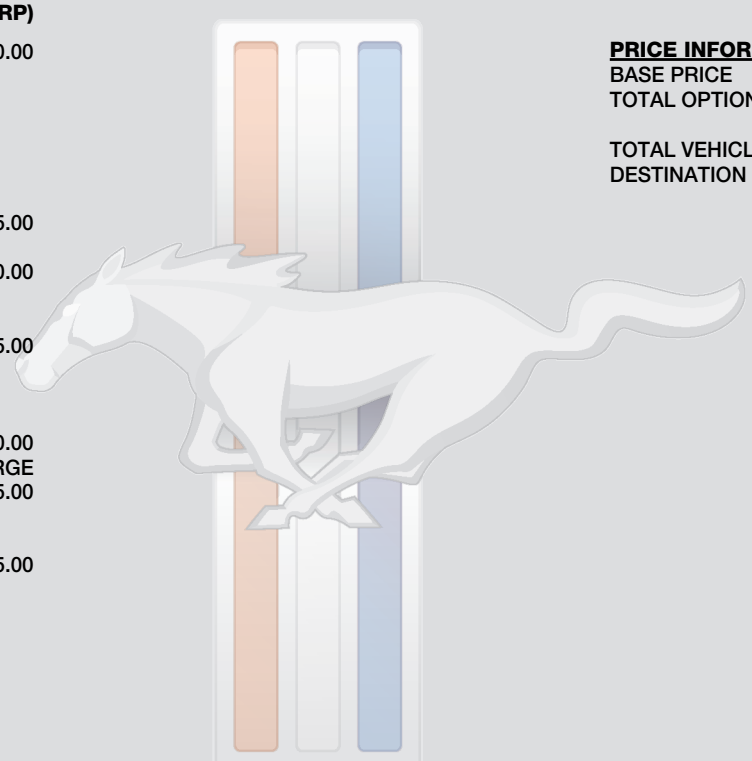 RP)
0.00
5.00
0.00
5.00
0.00
RGE
5.00
5.00
PRICE INFOR
BASE PRICE
TOTAL OPTION
TOTAL VEHICL
DESTINATION